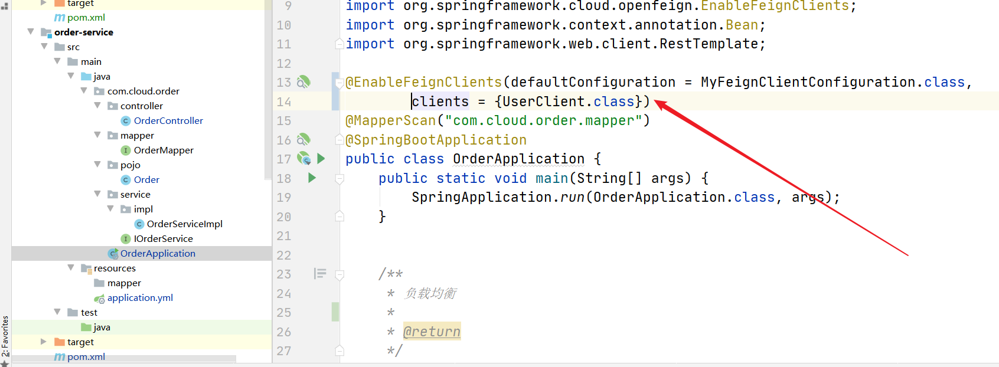 target
pom.xml
order-service
src
main
java
com.cloud.order
controller
OrderController
mapper
OrderMapper
pojo
Order
service
impl
OrderServiceImpl
IOrderService
OrderApplication
resources
mapper
application.yml
test
java
target
pom.xml
2: Favorites
9 import org.springframework.cloud.openfeign.EnableFeignClients;
10 import org.springframework.context.annotation.Bean;
11 import org.springframework.web.client.RestTemplate;
12
13 @EnableFeignClients(defaultConfiguration = MyFeignClientConfiguration.class,
14 clients = {UserClient.class})
15 @MapperScan("com.cloud.order.mapper")
16 @SpringBootApplication
17 public class OrderApplication {
18 public static void main(String[] args) {
19 SpringApplication.run(OrderApplication.class, args);
20 }
21
22
23 /**
24 * 负载均衡
25 *
26 * @return
27 */